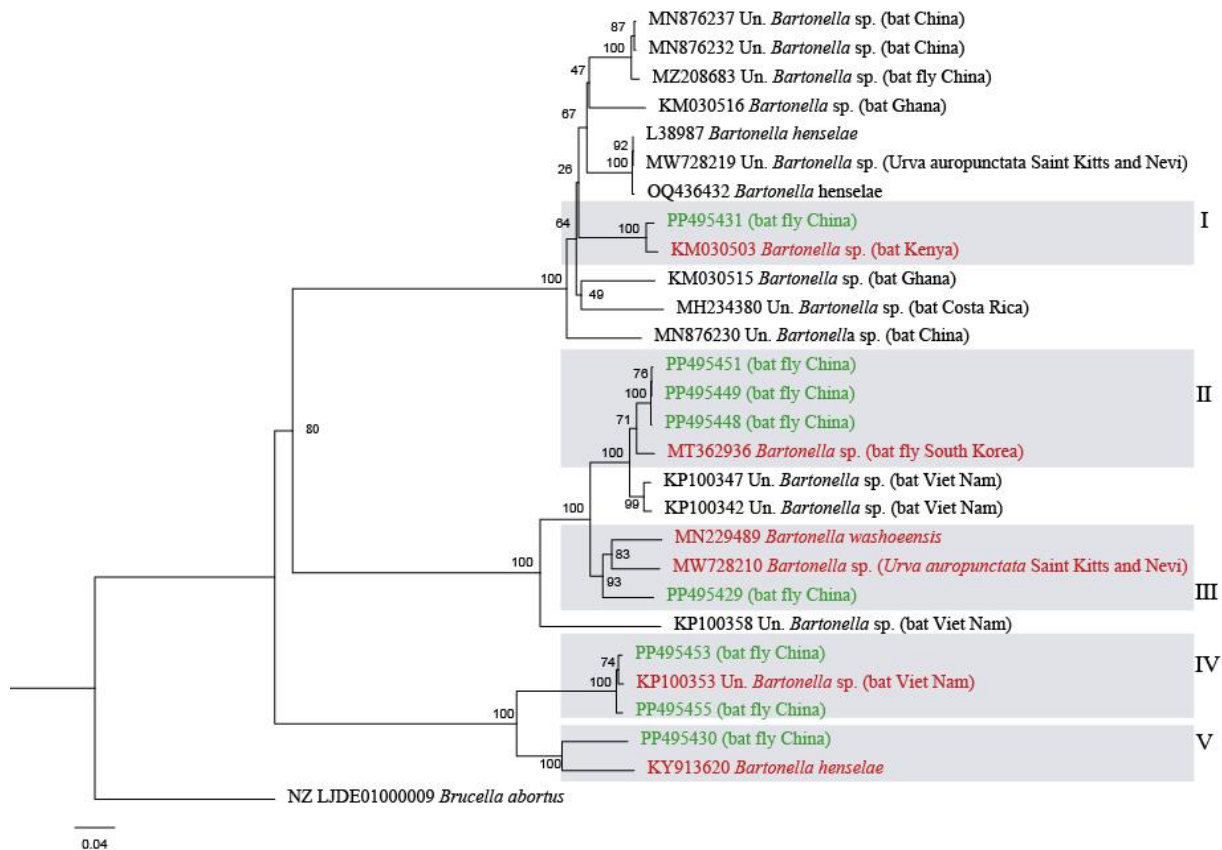 MN876237 Un. Bartonella sp. (bat China)
87
MN876232 Un. Bartonella sp. (bat China)
100
MZ208683 Un. Bartonella sp. (bat fly China)
47
KM030516 Bartonella sp. (bat Ghana)
67
L38987 Bartonella henselae
92
MW728219 Un. Bartonella sp. (Urva auropunctata Saint Kitts and Nevi)
100
OQ436432 Bartonella henselae
26
PP495431 (bat fly China)
I
64
100
KM030503 Bartonella sp. (bat Kenya)
100
KM030515 Bartonella sp. (bat Ghana)
49
MH234380 Un. Bartonella sp. (bat Costa Rica)
MN876230 Un. Bartonella sp. (bat China)
PP495451 (bat fly China)
76
PP495449 (bat fly China)
II
100
PP495448 (bat fly China)
71
80
MT362936 Bartonella sp. (bat fly South Korea)
100
KP100347 Un. Bartonella sp. (bat Viet Nam)
99
KP100342 Un. Bartonella sp. (bat Viet Nam)
100
MN229489 Bartonella washoeensis
83
100
MW728210 Bartonella sp. (Urva auropunctata Saint Kitts and Nevi)
93
PP495429 (bat fly China)
III
KP100358 Un. Bartonella sp. (bat Viet Nam)
PP495453 (bat fly China)
IV
74
KP100353 Un. Bartonella sp. (bat Viet Nam)
100
PP495455 (bat fly China)
100
PP495430 (bat fly China)
V
100
KY913620 Bartonella henselae
NZ LJDE01000009 Brucella abortus
0.04